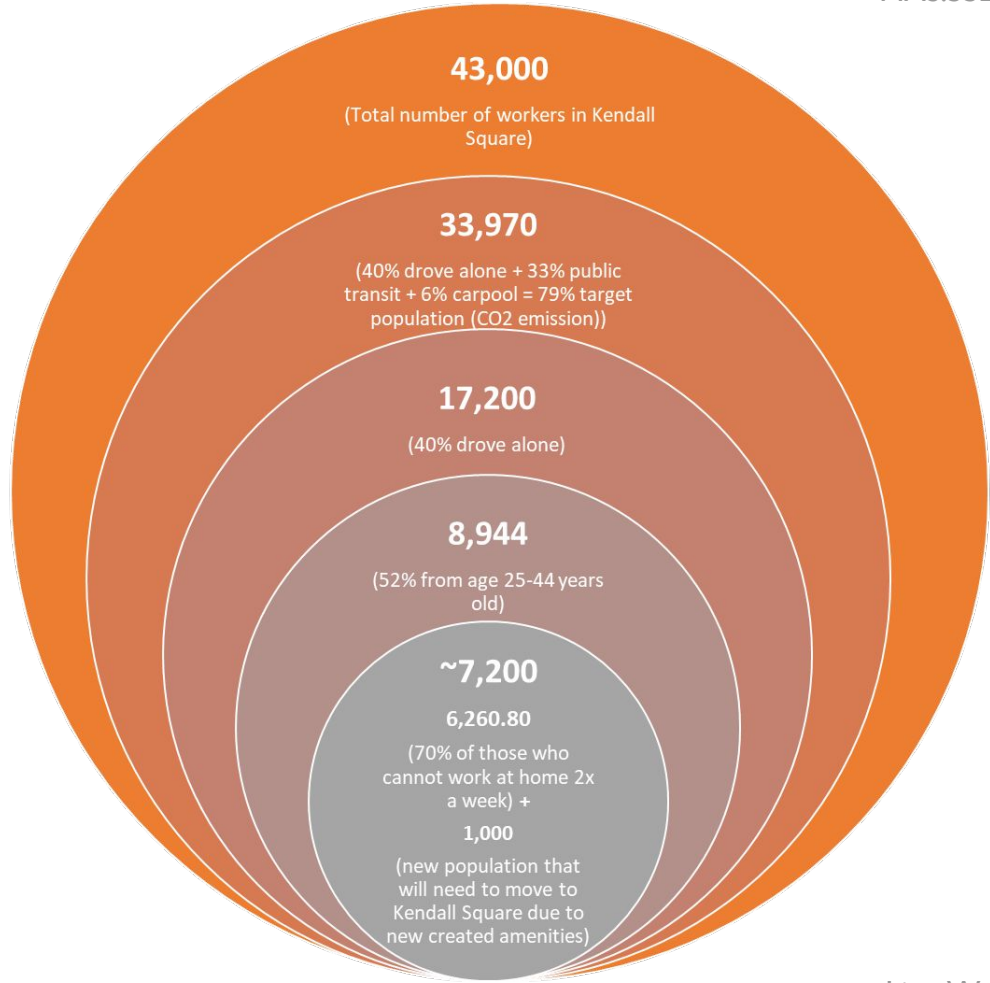 43,000
(Total number of workers in Kendall
Square)
33,970
(40% drove alone + 33% public
transit + 6% carpool = 79% target
population (CO2 emission))
17,200
(40% drove alone)
8,944
(52% from age 25-44 years
old)
~7,200
6,260.80
(70% of those who
cannot work at home 2x
a week) +
1,000
(new population that
will need to move to
Kendall Square due to
new created amenities)